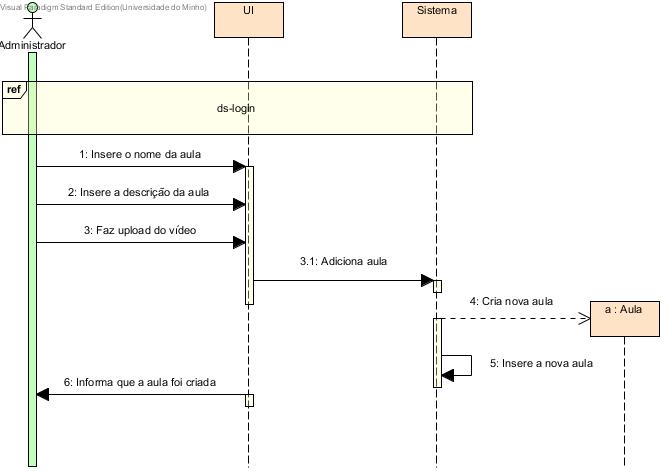 Visual Paradigm Standard Edition(Universidade do Minho)
UI
Sistema
Administrador
ref
ds-login
1: Insere o nome da aula
2: Insere a descrição da aula
3: Faz upload do vídeo
3.1: Adiciona aula
4: Cria nova aula
a : Aula
5: Insere a nova aula
6: Informa que a aula foi criada